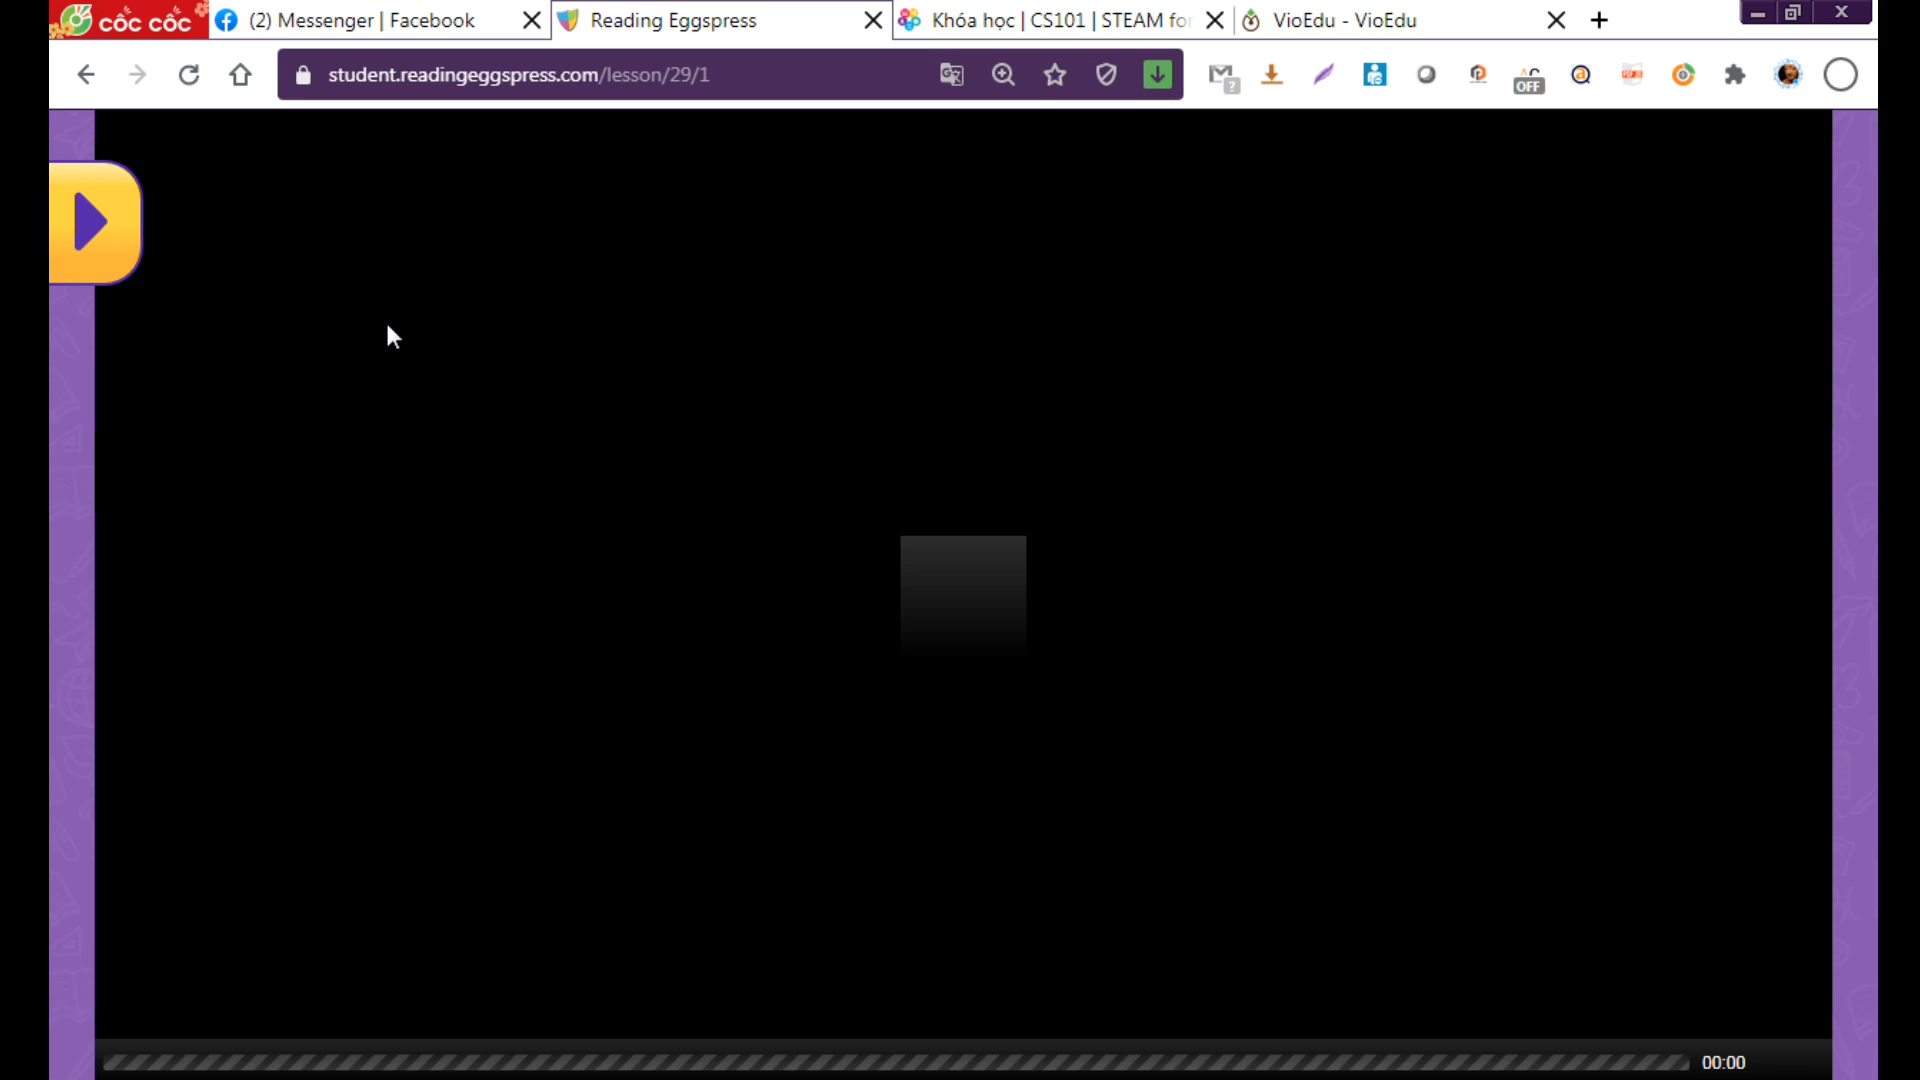 cốc cốc
(2) Messenger | Facebook
Reading Eggspress
Khóa học | CS101 | STEAM for
VioEdu - VioEdu
student.readingeggspress.com/lesson/29/1
OFF
00:00